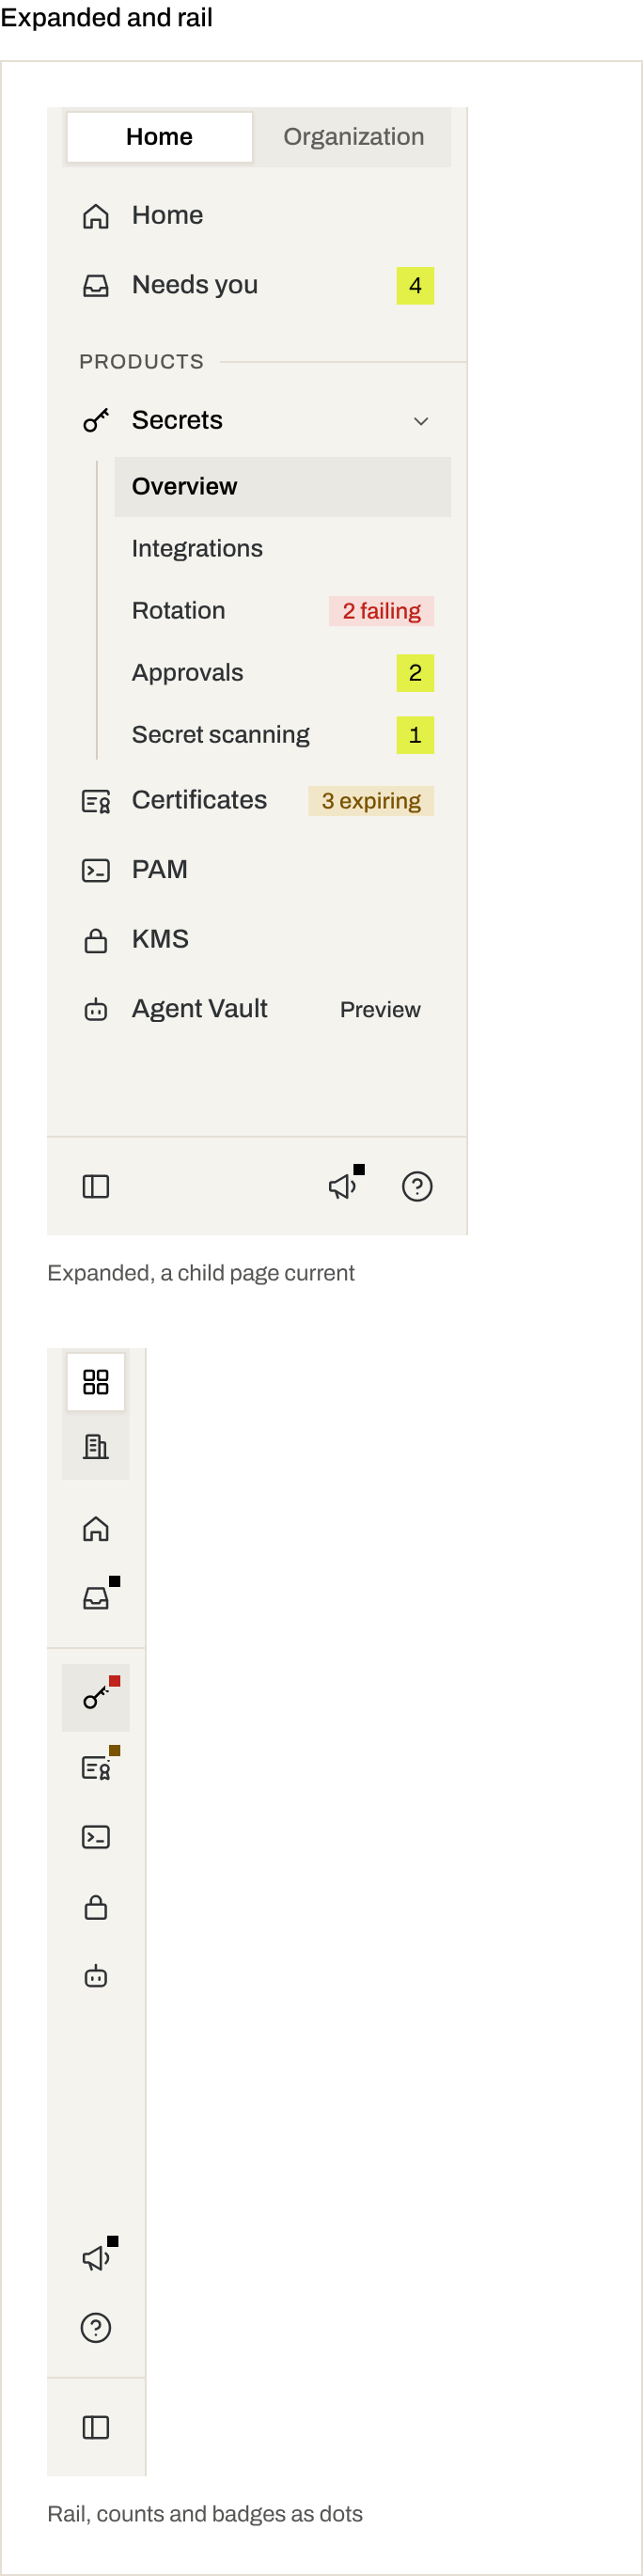 Expanded and rail
Home Organization
Home
Needs you 4
PRODUCTS
Secrets
Overview
Integrations
Rotation 2 failing
Approvals 2
Secret scanning 1
Certificates 3 expiring
PAM
KMS
Agent Vault Preview
Expanded, a child page current
Rail, counts and badges as dots